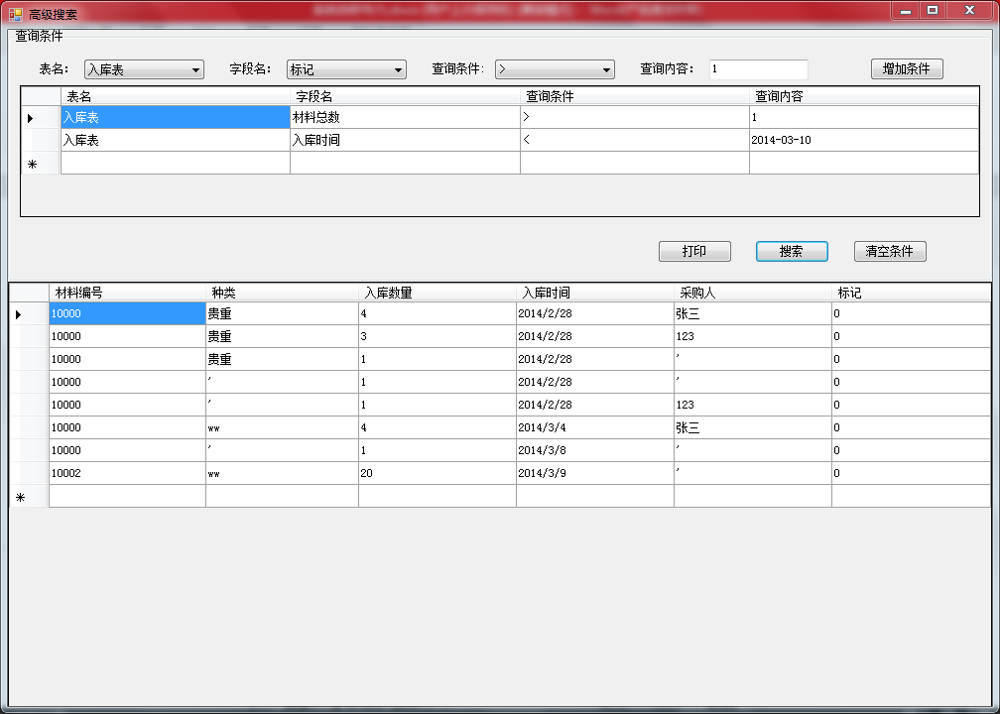 高级搜索
查询条件
表名: 入库表 字段名: 标记 查询条件: > 查询内容: 1 增加条件
表名 字段名 查询条件 查询内容
入库表 材料总数 > 1
入库表 入库时间 < 2014-03-10
*
打印 搜索 清空条件
材料编号 种类 入库数量 入库时间 采购人 标记
10000 贵重 4 2014/2/28 张三 0
10000 贵重 3 2014/2/28 123 0
10000 贵重 1 2014/2/28 ' 0
10000 ' 1 2014/2/28 ' 0
10000 ' 1 2014/2/28 123 0
10000 ww 4 2014/3/4 张三 0
10000 ' 1 2014/3/8 ' 0
10002 ww 20 2014/3/9 ' 0
*